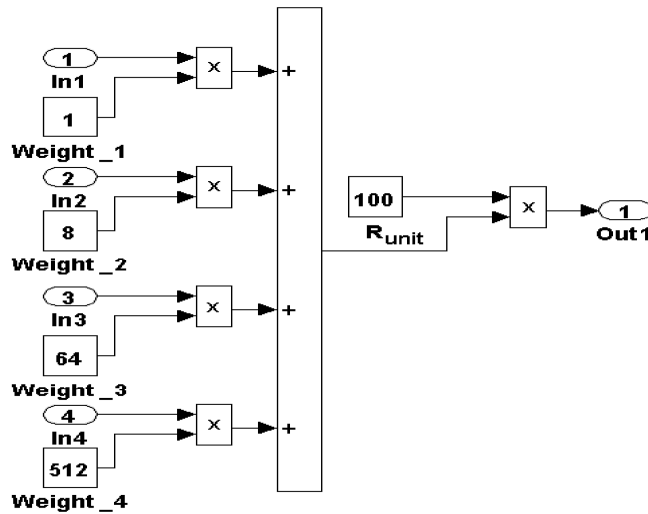 1
In1
1
Weight _1
x
+
2
In2
8
Weight _2
x
+
3
In3
64
Weight _3
x
+
4
In4
512
Weight _4
x
+
100
R unit
x
1
Out1